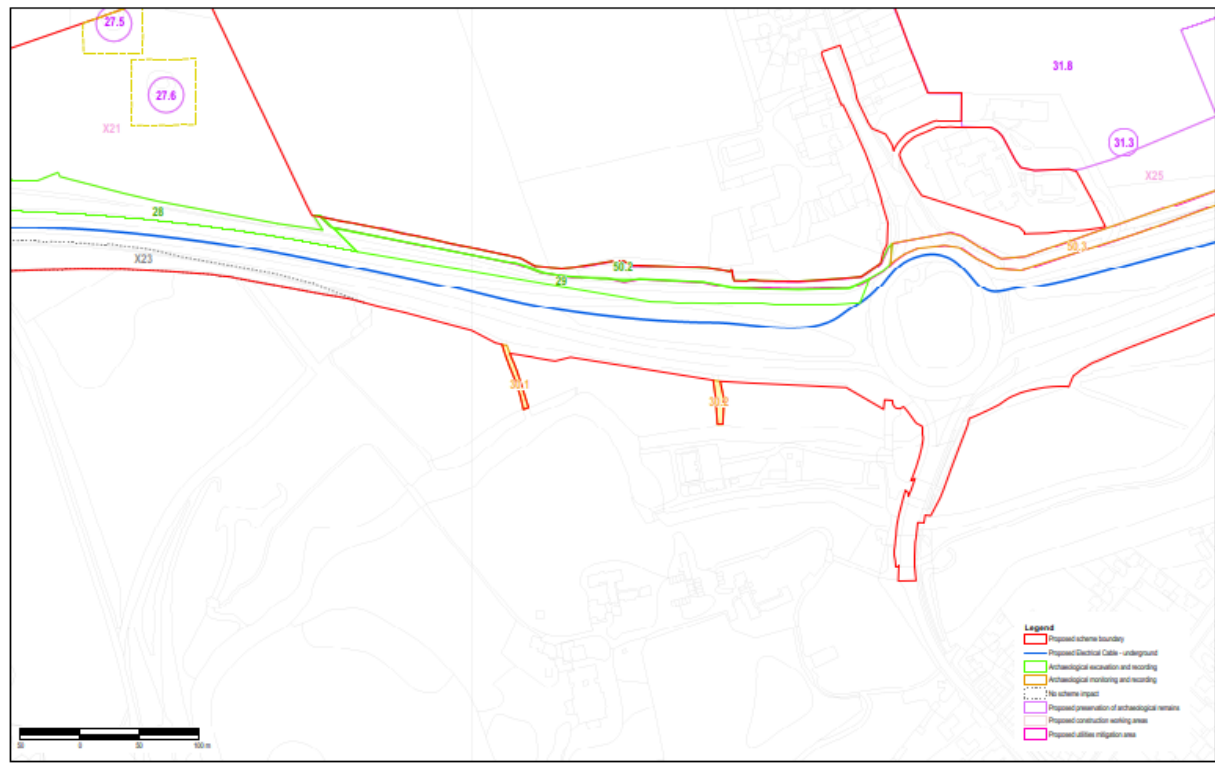 27.5
31.8
27.6
X21
31.3
X25
28
50.3
X23
50.2
29
30.1
30.2
Legend
Proposed scheme boundary
Proposed Electrical Cable - underground
Archaeological excavation and recording
Archaeological monitoring and recording
No scheme impact
Proposed preservation of archaeological remains
Proposed construction working areas
Proposed utilities mitigation area
50 0 50 100 m